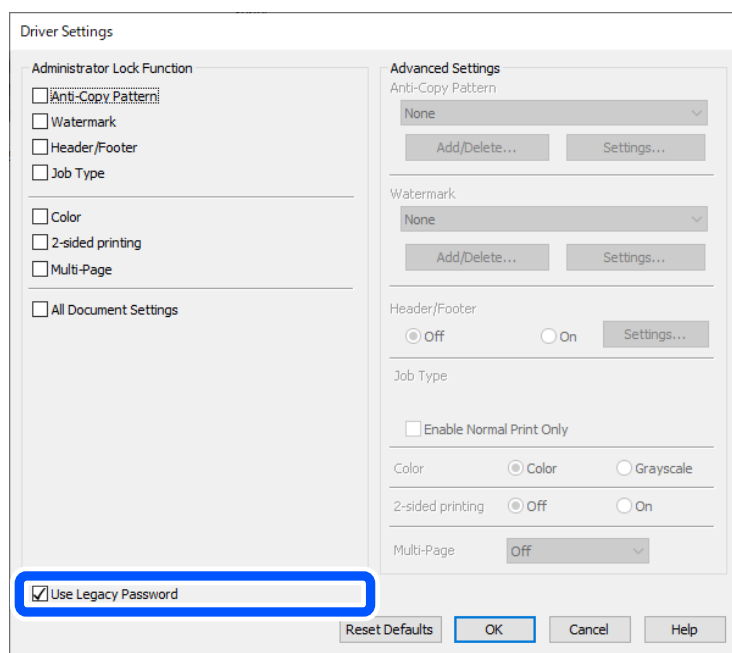 Driver Settings
Administrator Lock Function
Anti-Copy Pattern
Watermark
Header/Footer
Job Type
Color
2-sided printing
Multi-Page
All Document Settings
Use Legacy Password
Advanced Settings
Anti-Copy Pattern
None
Add/Delete... Settings...
Watermark
None
Add/Delete... Settings...
Header/Footer
Off On Settings...
Job Type
Enable Normal Print Only
Color Color Grayscale
2-sided printing Off On
Multi-Page Off
Reset Defaults OK Cancel Help